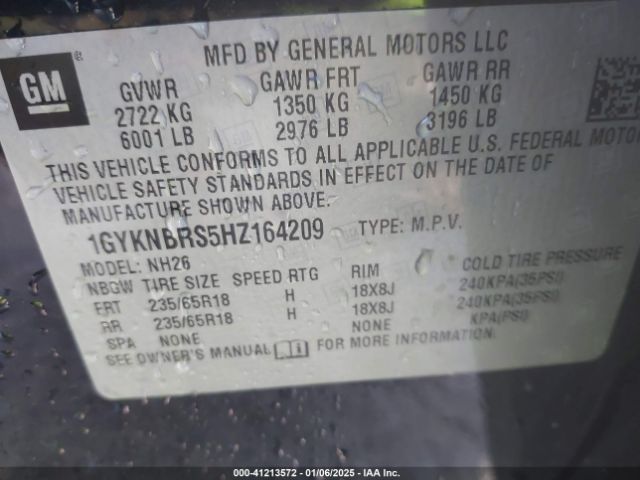 GM
MFD BY GENERAL MOTORS LLC
GVWR GAWR FRT GAWR RR
2722 KG 1350 KG 1450 KG
6001 LB 2976 LB 3196 LB
THIS VEHICLE CONFORMS TO ALL APPLICABLE U.S. FEDERAL MOTOR
VEHICLE SAFETY STANDARDS IN EFFECT ON THE DATE OF
MANUFACTURE SHOWN ABOVE.
1GYKNBRS5HZ164209 TYPE: M.P.V.
MODEL: NH26
NBGW TIRE SIZE SPEED RTG RIM COLD TIRE PRESSURE
FRT 235/65R18 H 18X8J 240KPA(35PSI)
RR 235/65R18 H 18X8J 240KPA(35PSI)
SPA NONE NONE KPA(PSI)
SEE OWNER'S MANUAL FOR MORE INFORMATION.
000-41213572 — 01/06/2025 — IAA Inc.